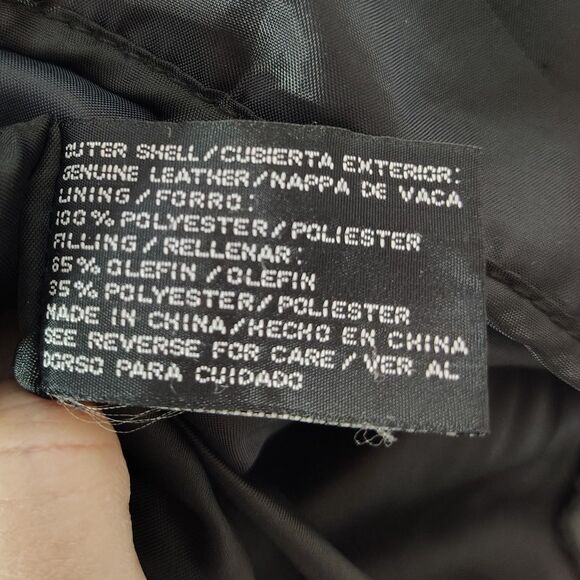 OUTER SHELL/CUBIERTA EXTERIOR:
GENUINE LEATHER/NAPPA DE VACA
LINING/FORRO:
100% POLYESTER/POLIESTER
FILLING/RELLENAR:
65% OLEFIN/OLEFIN
35% POLYESTER/POLIESTER
MADE IN CHINA/HECHO EN CHINA
SEE REVERSE FOR CARE/VER AL
DORSO PARA CUIDADO